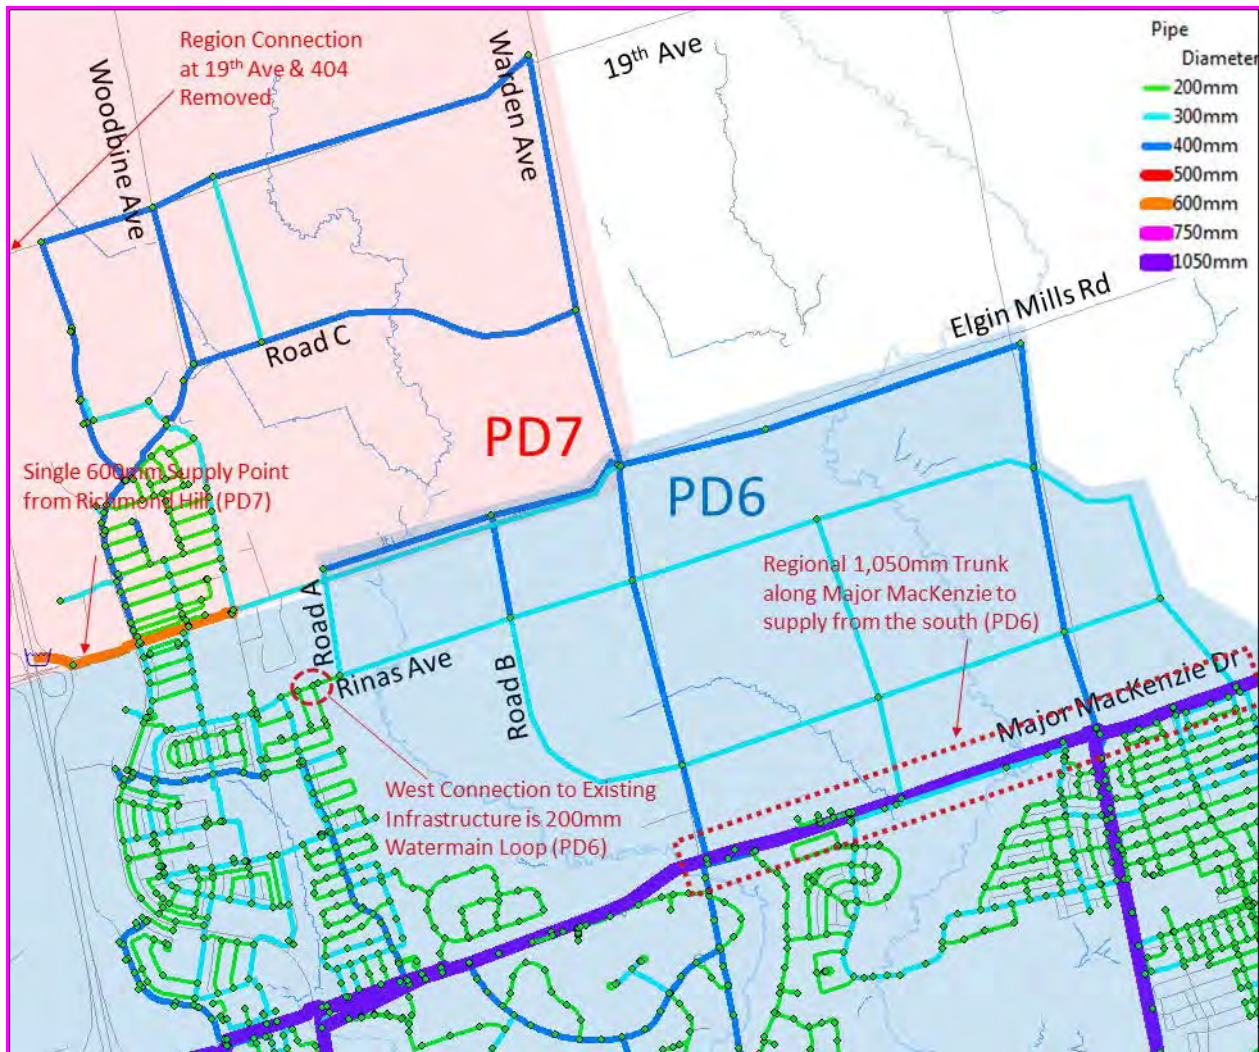 Region Connection
at 19th Ave & 404
Removed
Woodbine Ave
Warden Ave
19th Ave
Pipe
Diameter
200mm
300mm
400mm
500mm
600mm
750mm
1050mm
Elgin Mills Rd
Road C
PD7
PD6
Single 600mm Supply Point
from Richmond Hill (PD7)
Regional 1,050mm Trunk
along Major MacKenzie to
supply from the south (PD6)
Road A
Rinas Ave
Road B
Major MacKenzie Dr
West Connection to Existing
Infrastructure is 200mm
Watermain Loop (PD6)